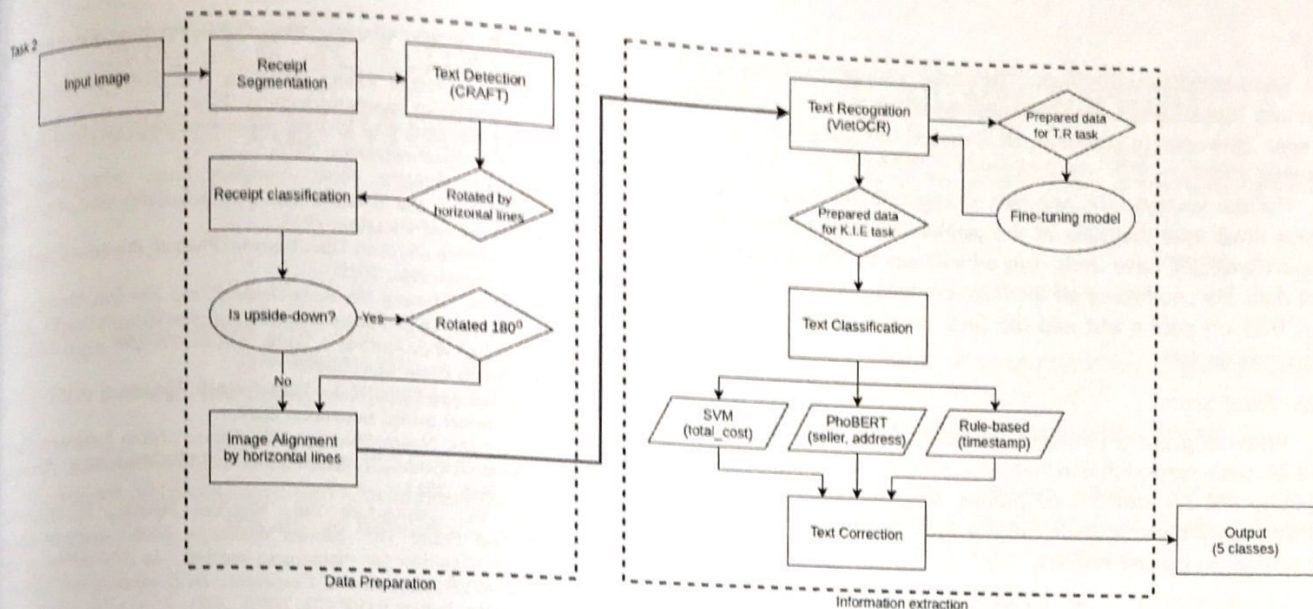 Task 2
Input image
Receipt
Segmentation
Text Detection
(CRAFT)
Receipt classification
Rotated by
horizontal lines
Is upside-down?
Yes
Rotated 180⁰
No
Image Alignment
by horizontal lines
Data Preparation
Text Recognition
(VietOCR)
Prepared data
for T.R task
Fine-tuning model
Prepared data
for K.I.E task
Text Classification
SVM
(total_cost)
PhoBERT
(seller, address)
Rule-based
(timestamp)
Text Correction
Output
(5 classes)
Information extraction